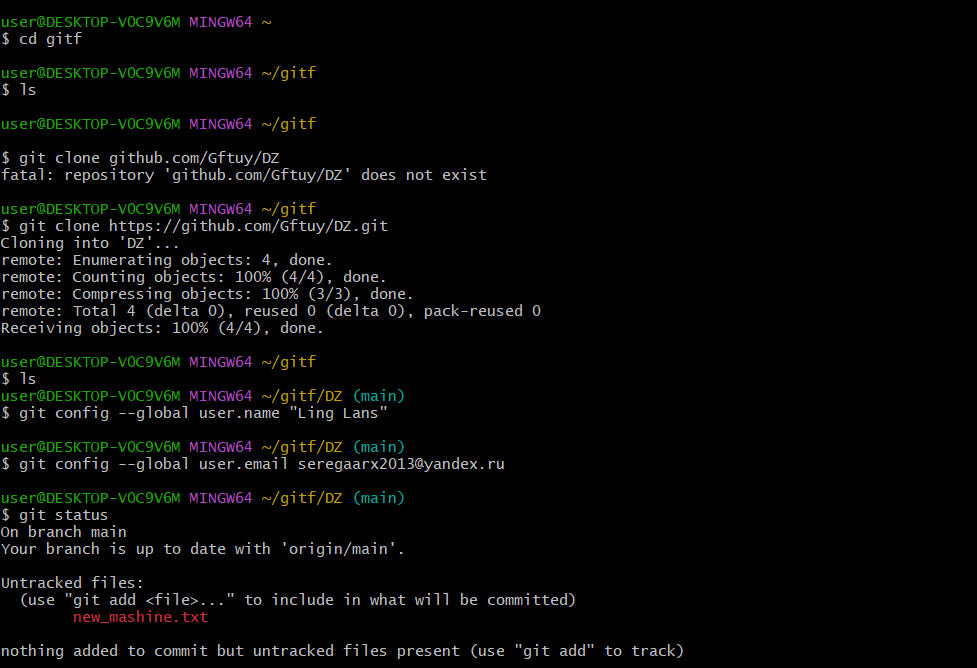 user@DESKTOP-VOC9V6M MINGW64 ~
$ cd gitf
user@DESKTOP-VOC9V6M MINGW64 ~/gitf
$ ls
user@DESKTOP-VOC9V6M MINGW64 ~/gitf
$ git clone github.com/Gftuy/DZ
fatal: repository 'github.com/Gftuy/DZ' does not exist
user@DESKTOP-VOC9V6M MINGW64 ~/gitf
$ git clone https://github.com/Gftuy/DZ.git
Cloning into 'DZ'...
remote: Enumerating objects: 4, done.
remote: Counting objects: 100% (4/4), done.
remote: Compressing objects: 100% (3/3), done.
remote: Total 4 (delta 0), reused 0 (delta 0), pack-reused 0
Receiving objects: 100% (4/4), done.
user@DESKTOP-VOC9V6M MINGW64 ~/gitf
$ ls
user@DESKTOP-VOC9V6M MINGW64 ~/gitf/DZ (main)
$ git config --global user.name "Ling Lans"
user@DESKTOP-VOC9V6M MINGW64 ~/gitf/DZ (main)
$ git config --global user.email seregaarx2013@yandex.ru
user@DESKTOP-VOC9V6M MINGW64 ~/gitf/DZ (main)
$ git status
On branch main
Your branch is up to date with 'origin/main'.
Untracked files:
(use "git add <file>..." to include in what will be committed)
new_mashine.txt
nothing added to commit but untracked files present (use "git add" to track)